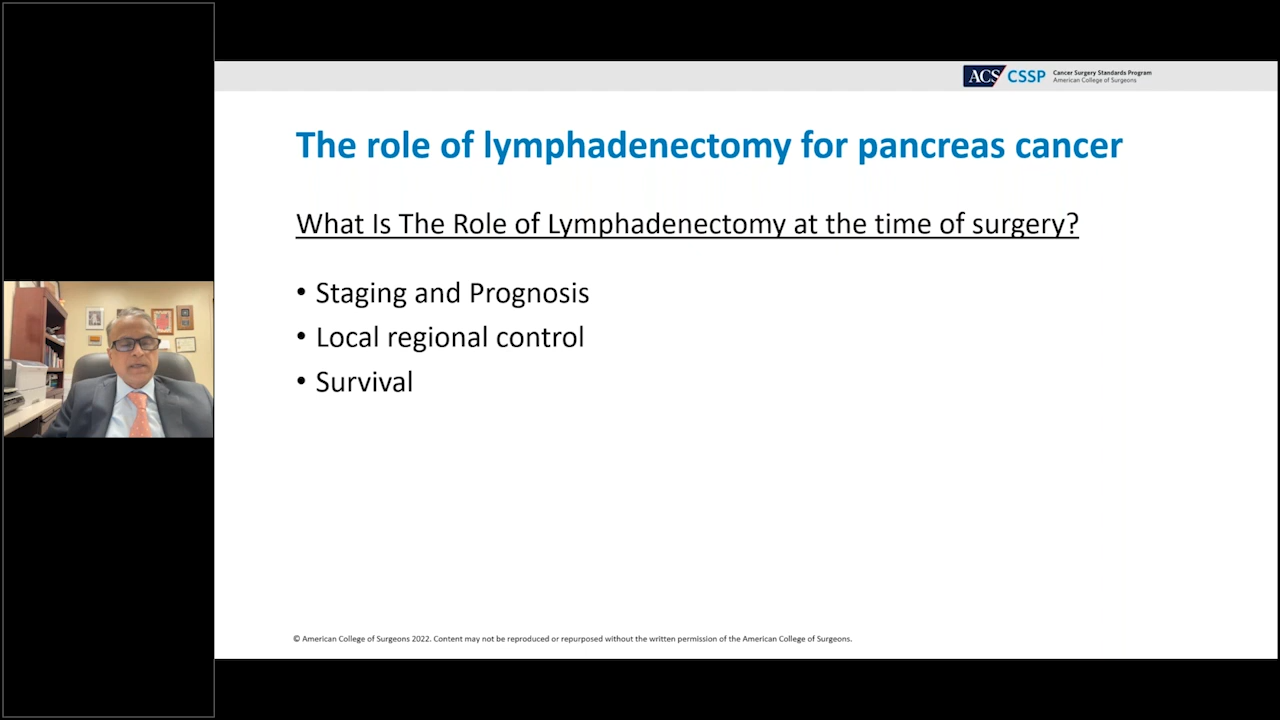 ACS CSSP Cancer Surgery Standards Program
American College of Surgeons
The role of lymphadenectomy for pancreas cancer
What Is The Role of Lymphadenectomy at the time of surgery?
• Staging and Prognosis
• Local regional control
• Survival
© American College of Surgeons 2022. Content may not be reproduced or repurposed without the written permission of the American College of Surgeons.